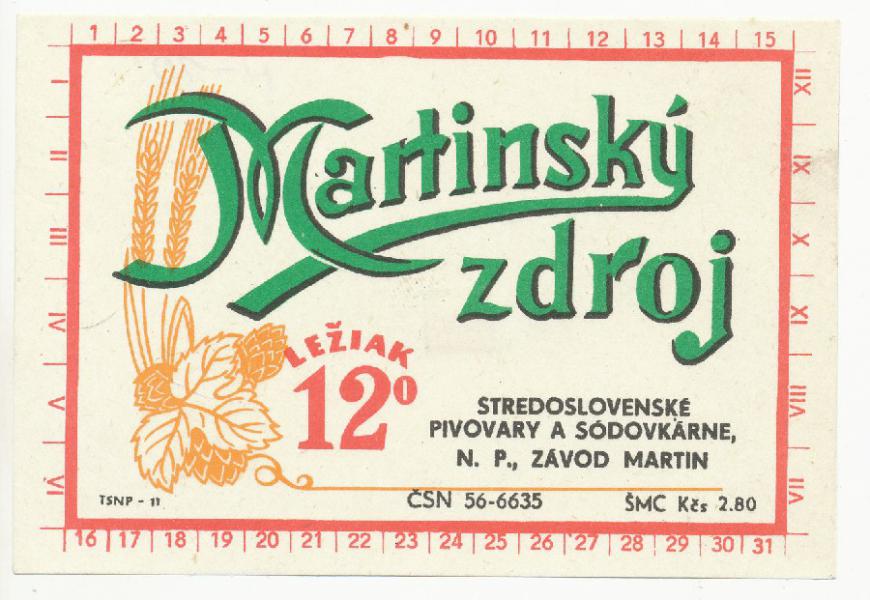 1 2 3 4 5 6 7 8 9 10 11 12 13 14 15
I II III IV V VI
XII XI X IX VIII VII
Martinský
zdroj
LEŽIAK
12°
STREDOSLOVENSKÉ
PIVOVARY A SÓDOVKÁRNE,
N. P., ZÁVOD MARTIN
TSNP - 11 ČSN 56-6635 ŠMC Kčs 2.80
16 17 18 19 20 21 22 23 24 25 26 27 28 29 30 31